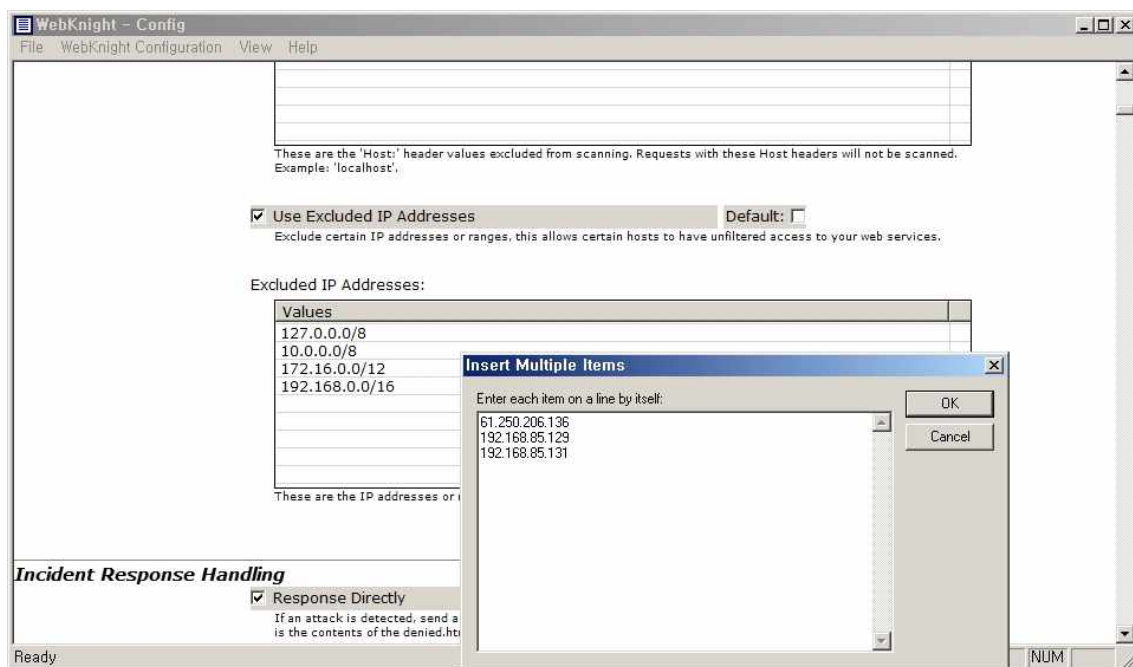 WebKnight - Config
File WebKnight Configuration View Help
These are the 'Host:' header values excluded from scanning. Requests with these Host headers will not be scanned.
Example: 'localhost'.
Use Excluded IP Addresses Default:
Exclude certain IP addresses or ranges, this allows certain hosts to have unfiltered access to your web services.
Excluded IP Addresses:
Values
127.0.0.0/8
10.0.0.0/8
172.16.0.0/12
192.168.0.0/16
These are the IP addresses or
Insert Multiple Items
Enter each item on a line by itself:
61.250.206.136
192.168.85.129
192.168.85.131
OK
Cancel
Incident Response Handling
Response Directly
If an attack is detected, send a
is the contents of the denied.ht
Ready NUM